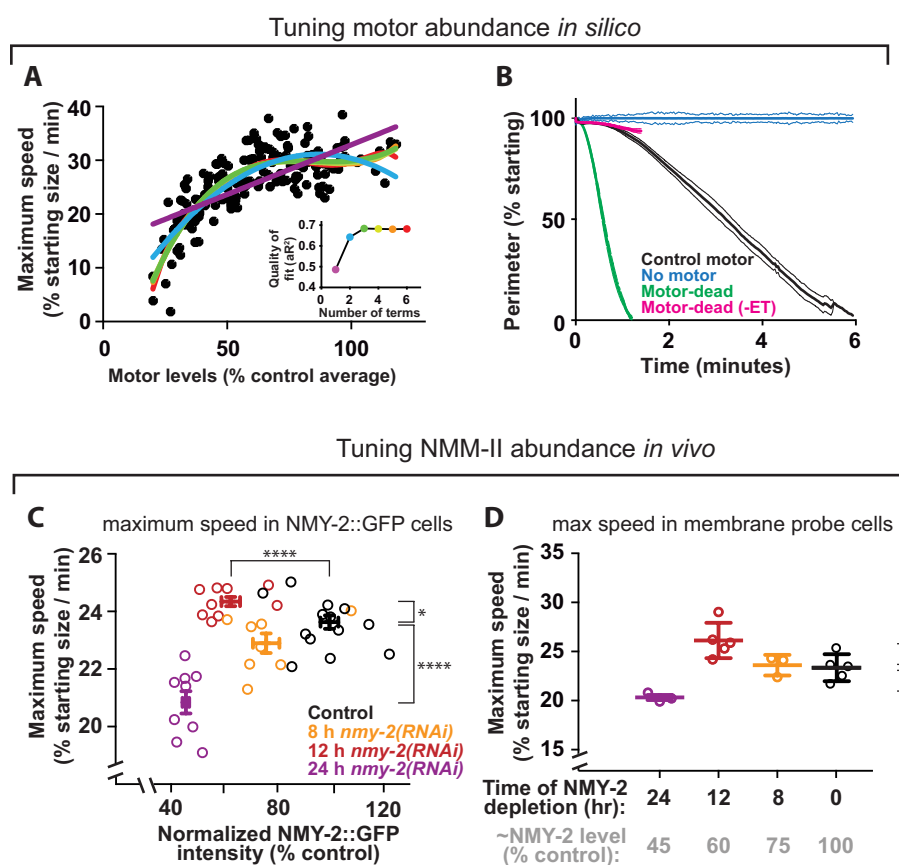 Tuning motor abundance in silico
A
Maximum speed
(% starting size / min)
40
30
20
10
0
0
50
100
Motor levels (% control average)
Quality of
fit (aR²)
0.7
0.6
0.5
0.4
0
2
4
6
Number of terms
B
Perimeter (% starting)
100
50
0
0
2
4
6
Time (minutes)
Control motor
No motor
Motor-dead
Motor-dead (-ET)
Tuning NMM-II abundance in vivo
C
maximum speed in NMY-2::GFP cells
Maximum speed
(% starting size / min)
26
24
22
20
****
*
****
Control
8 h nmy-2(RNAi)
12 h nmy-2(RNAi)
24 h nmy-2(RNAi)
40
80
120
Normalized NMY-2::GFP
intensity (% control)
D
max speed in membrane probe cells
Maximum speed
(% starting size / min)
35
30
25
20
15
Time of NMY-2
depletion (hr):
24
12
8
0
~NMY-2 level
(% control):
45
60
75
100